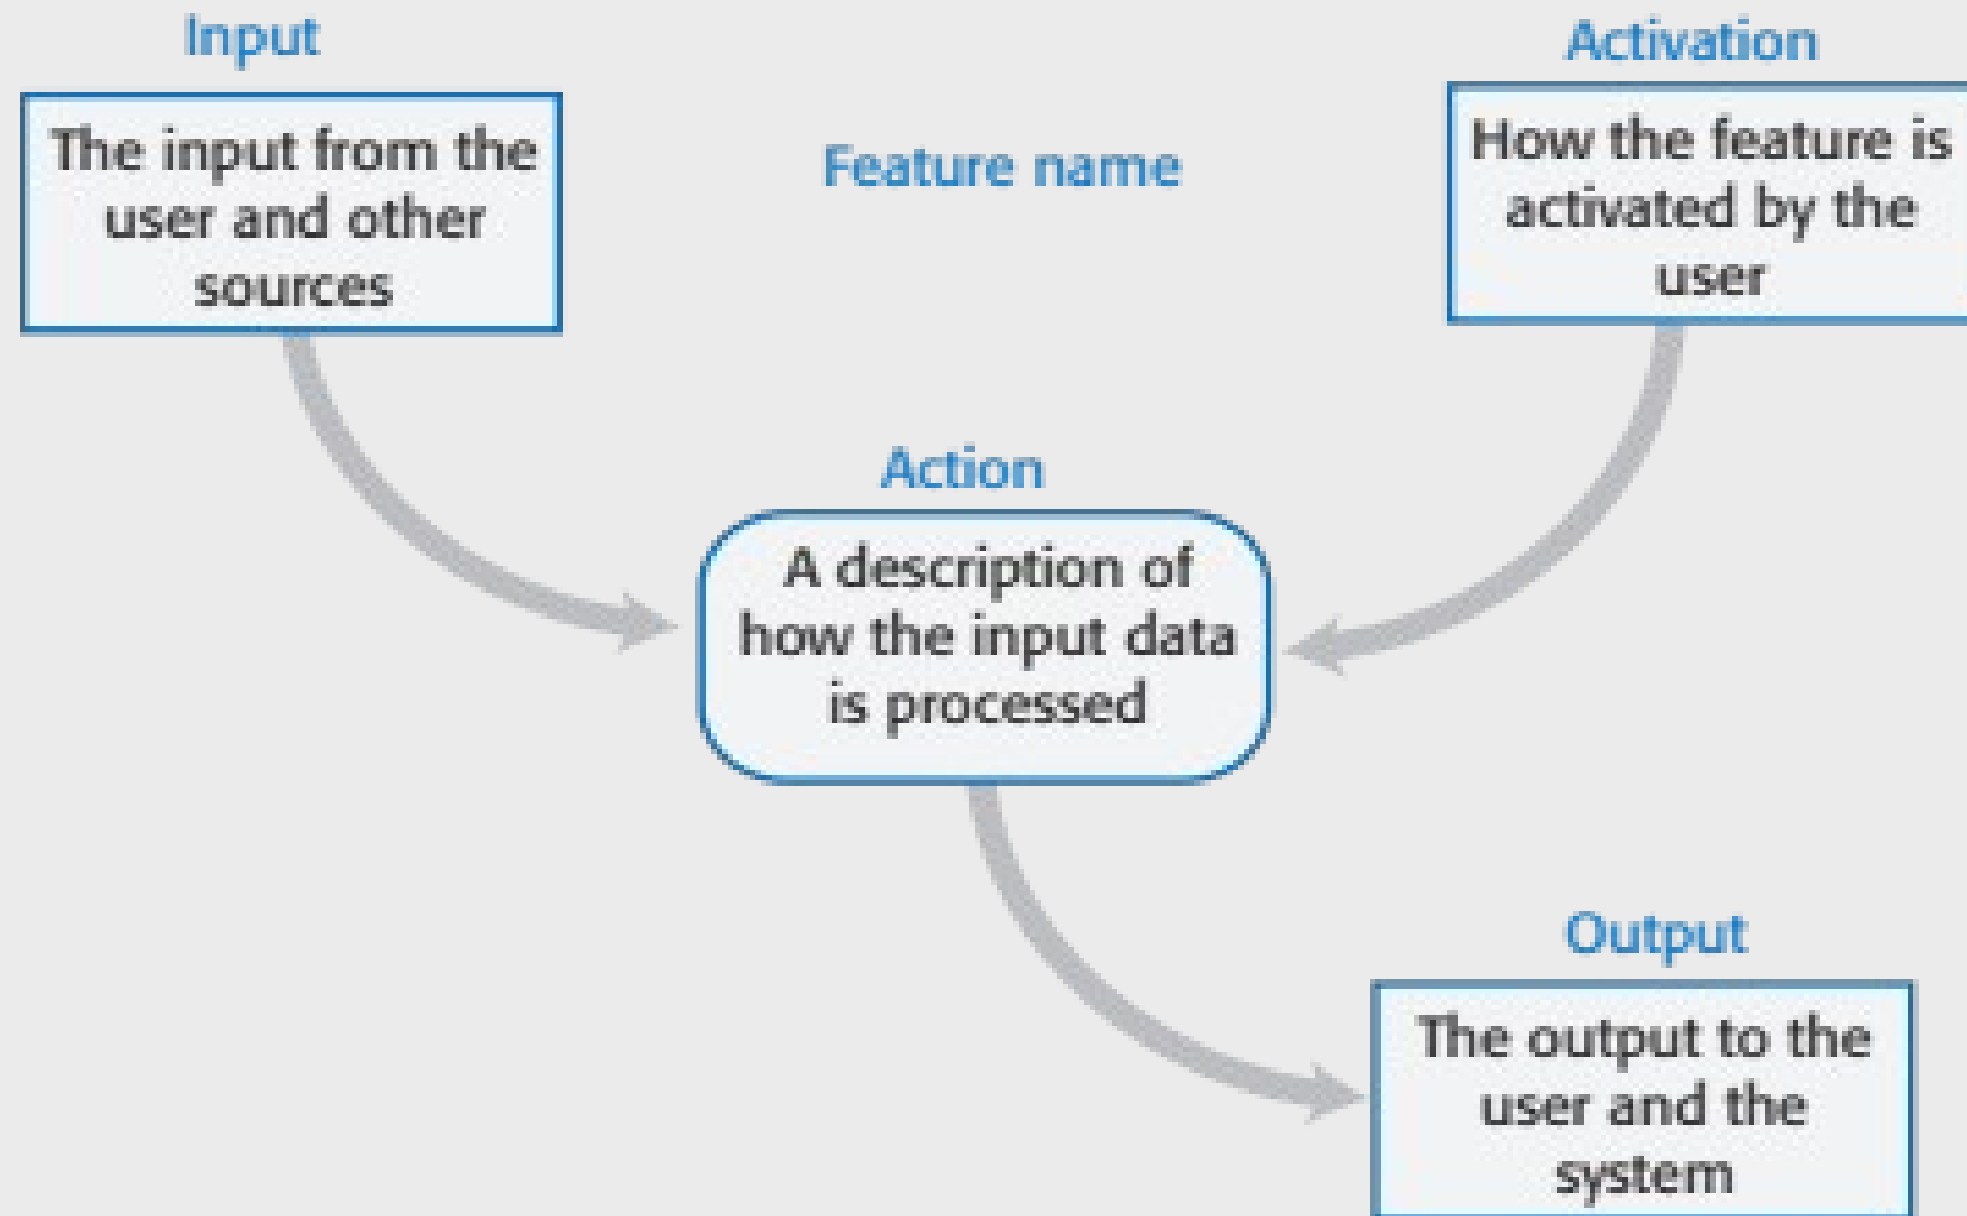 Input
The input from the
user and other
sources
Feature name
Activation
How the feature is
activated by the
user
Action
A description of
how the input data
is processed
Output
The output to the
user and the
system